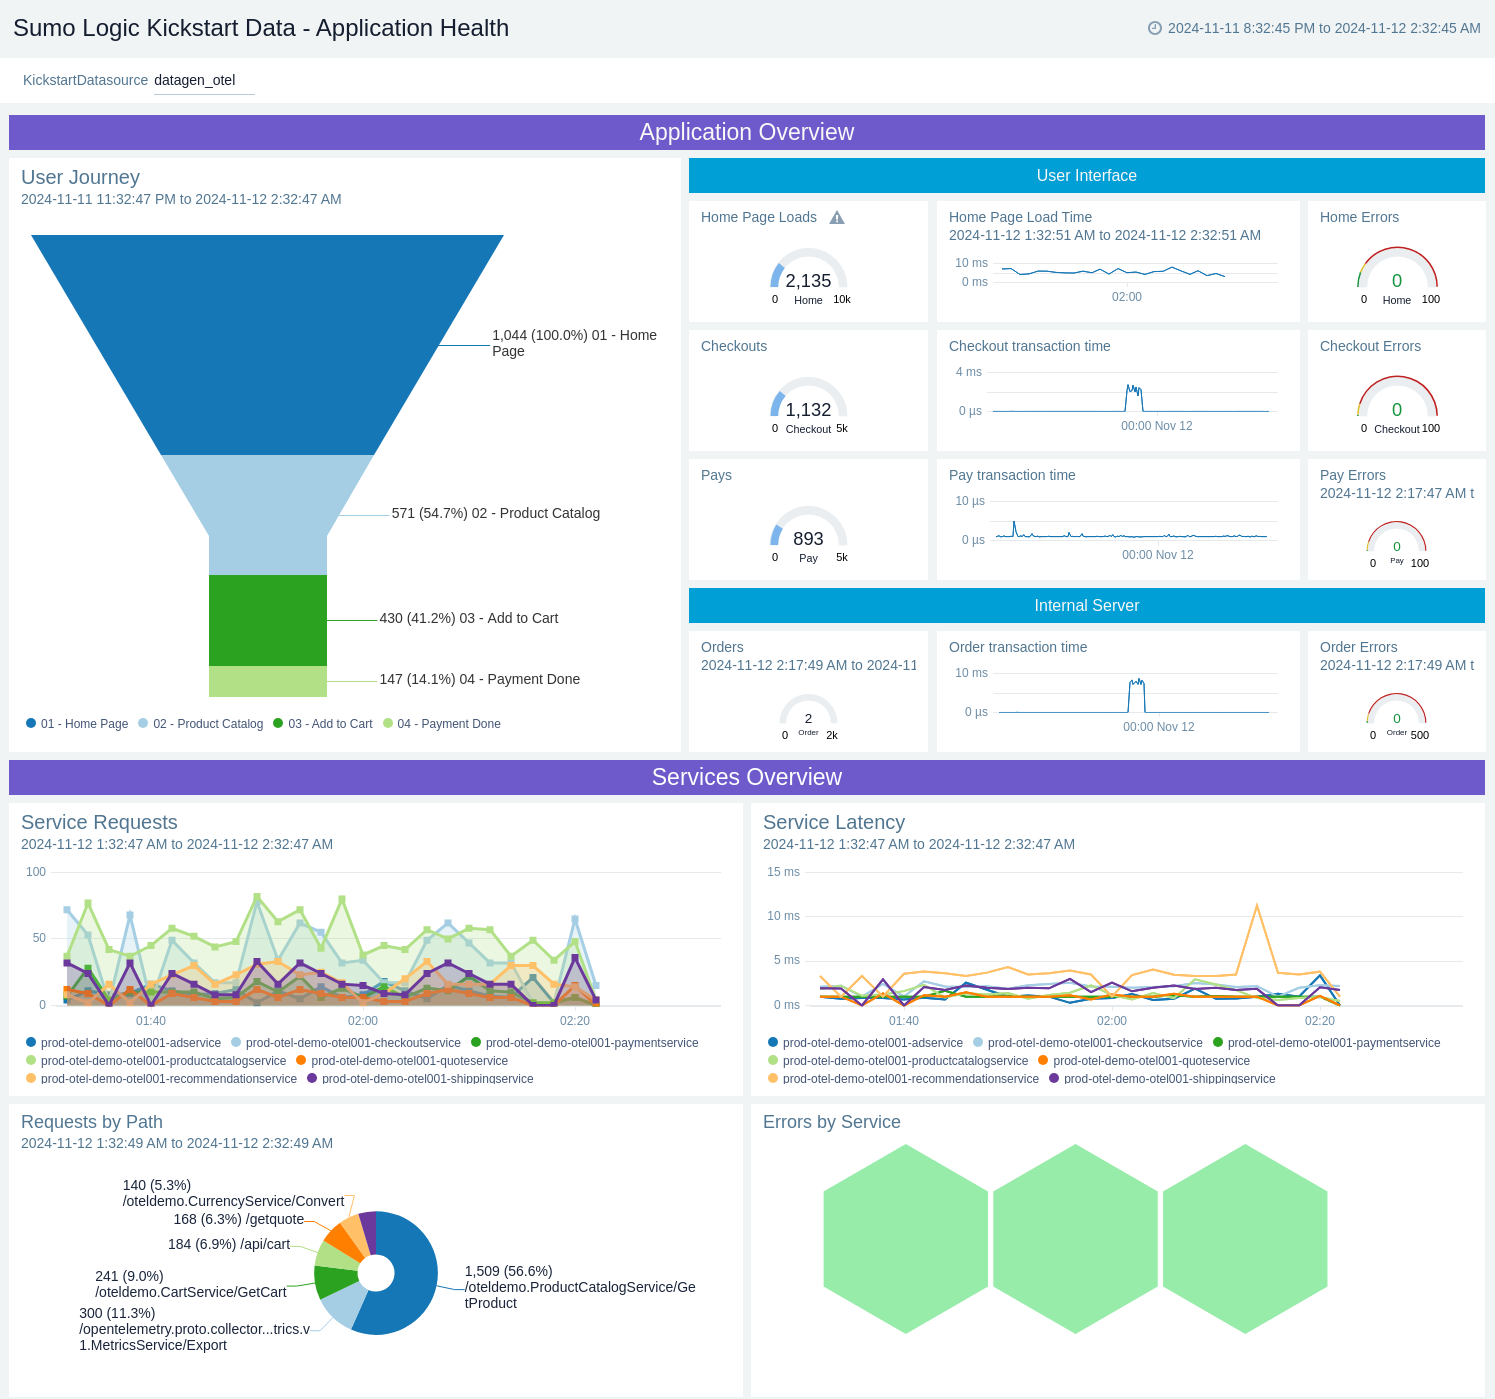 Sumo Logic Kickstart Data - Application Health
2024-11-11 8:32:45 PM to 2024-11-12 2:32:45 AM
KickstartDatasource datagen_otel
Application Overview
User Journey
2024-11-11 11:32:47 PM to 2024-11-12 2:32:47 AM
1,044 (100.0%) 01 - Home
Page
571 (54.7%) 02 - Product Catalog
430 (41.2%) 03 - Add to Cart
147 (14.1%) 04 - Payment Done
01 - Home Page 02 - Product Catalog 03 - Add to Cart 04 - Payment Done
User Interface
Home Page Loads
2,135
0 Home 10k
Home Page Load Time
2024-11-12 1:32:51 AM to 2024-11-12 2:32:51 AM
10 ms
0 ms
02:00
Home Errors
0
0 Home 100
Checkouts
1,132
0 Checkout 5k
Checkout transaction time
4 ms
0 µs
00:00 Nov 12
Checkout Errors
0
0 Checkout 100
Pays
893
0 Pay 5k
Pay transaction time
10 µs
0 µs
00:00 Nov 12
Pay Errors
2024-11-12 2:17:47 AM t
0
0 Pay 100
Internal Server
Orders
2024-11-12 2:17:49 AM to 2024-11
2
0 Order 2k
Order transaction time
10 ms
0 µs
00:00 Nov 12
Order Errors
2024-11-12 2:17:49 AM t
0
0 Order 500
Services Overview
Service Requests
2024-11-12 1:32:47 AM to 2024-11-12 2:32:47 AM
100
50
0
01:40 02:00 02:20
prod-otel-demo-otel001-adservice prod-otel-demo-otel001-checkoutservice prod-otel-demo-otel001-paymentservice
prod-otel-demo-otel001-productcatalogservice prod-otel-demo-otel001-quoteservice
prod-otel-demo-otel001-recommendationservice prod-otel-demo-otel001-shippingservice
Service Latency
2024-11-12 1:32:47 AM to 2024-11-12 2:32:47 AM
15 ms
10 ms
5 ms
0 ms
01:40 02:00 02:20
prod-otel-demo-otel001-adservice prod-otel-demo-otel001-checkoutservice prod-otel-demo-otel001-paymentservice
prod-otel-demo-otel001-productcatalogservice prod-otel-demo-otel001-quoteservice
prod-otel-demo-otel001-recommendationservice prod-otel-demo-otel001-shippingservice
Requests by Path
2024-11-12 1:32:49 AM to 2024-11-12 2:32:49 AM
140 (5.3%)
/oteldemo.CurrencyService/Convert
168 (6.3%) /getquote
184 (6.9%) /api/cart
241 (9.0%)
/oteldemo.CartService/GetCart
300 (11.3%)
/opentelemetry.proto.collector...trics.v
1.MetricsService/Export
1,509 (56.6%)
/oteldemo.ProductCatalogService/Ge
tProduct
Errors by Service